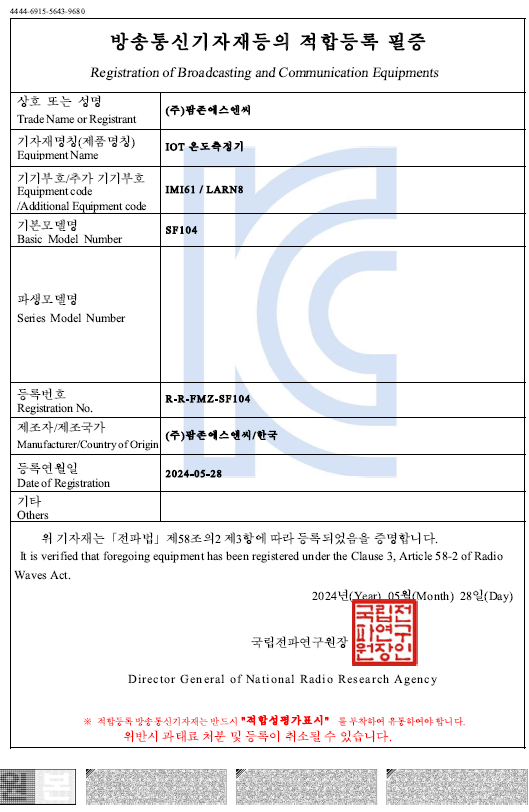 4444-6915-5643-9680
방송통신기자재등의 적합등록 필증
Registration of Broadcasting and Communication Equipments
상호 또는 성명
Trade Name or Registrant
(주)팜존에스엔씨
기자재명칭(제품명칭)
Equipment Name
IOT 온도측정기
기기부호/추가 기기부호
Equipment code
/Additional Equipment code
IMI61 / LARN8
기본모델명
Basic Model Number
SF104
파생모델명
Series Model Number
등록번호
Registration No.
R-R-FMZ-SF104
제조자/제조국가
Manufacturer/Country of Origin
(주)팜존에스엔씨/한국
등록연월일
Date of Registration
2024-05-28
기타
Others
위 기자재는「전파법」제58조의2 제3항에 따라 등록되었음을 증명합니다.
It is verified that foregoing equipment has been registered under the Clause 3, Article 58-2 of Radio
Waves Act.
2024년(Year) 05월(Month) 28일(Day)
국립전파연구원장
국립전
파연구
원장인
Director General of National Radio Research Agency
※ 적합등록 방송통신기자재는 반드시 "적합성평가표시" 를 부착하여 유통하여야 합니다.
위반시 과태료 처분 및 등록이 취소될 수 있습니다.
원본